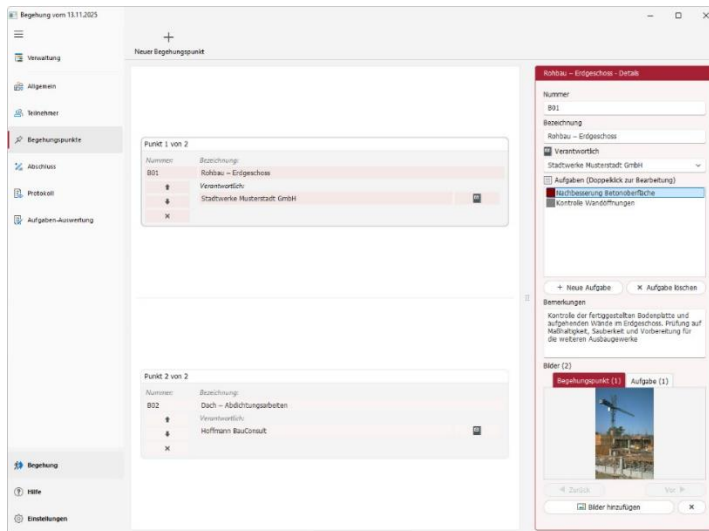 Begehung vom 13.11.2025
Verwaltung
Allgemein
Teilnehmer
Begehungspunkte
Abschluss
Protokoll
Aufgaben-Auswertung
Begehung
Hilfe
Einstellungen
+
Neuer Begehungspunkt
Punkt 1 von 2
Nummer: Bezeichnung:
B01 Rohbau – Erdgeschoss
Verantwortlich:
Stadtwerke Musterstadt GmbH
Punkt 2 von 2
Nummer: Bezeichnung:
B02 Dach – Abdichtungsarbeiten
Verantwortlich:
Hoffmann BauConsult
Rohbau – Erdgeschoss - Details
Nummer
B01
Bezeichnung
Rohbau – Erdgeschoss
Verantwortlich
Stadtwerke Musterstadt GmbH
Aufgaben (Doppelklick zur Bearbeitung)
Nachbesserung Betonoberfläche
Kontrolle Wandöffnungen
+ Neue Aufgabe × Aufgabe löschen
Bemerkungen
Kontrolle der fertiggestellten Bodenplatte und
aufgehenden Wände im Erdgeschoss. Prüfung auf
Maßhaltigkeit, Sauberkeit und Vorbereitung für
die weiteren Ausbaugewerke
Bilder (2)
Begehungspunkt (1) Aufgabe (1)
Zurück Vor
Bilder hinzufügen